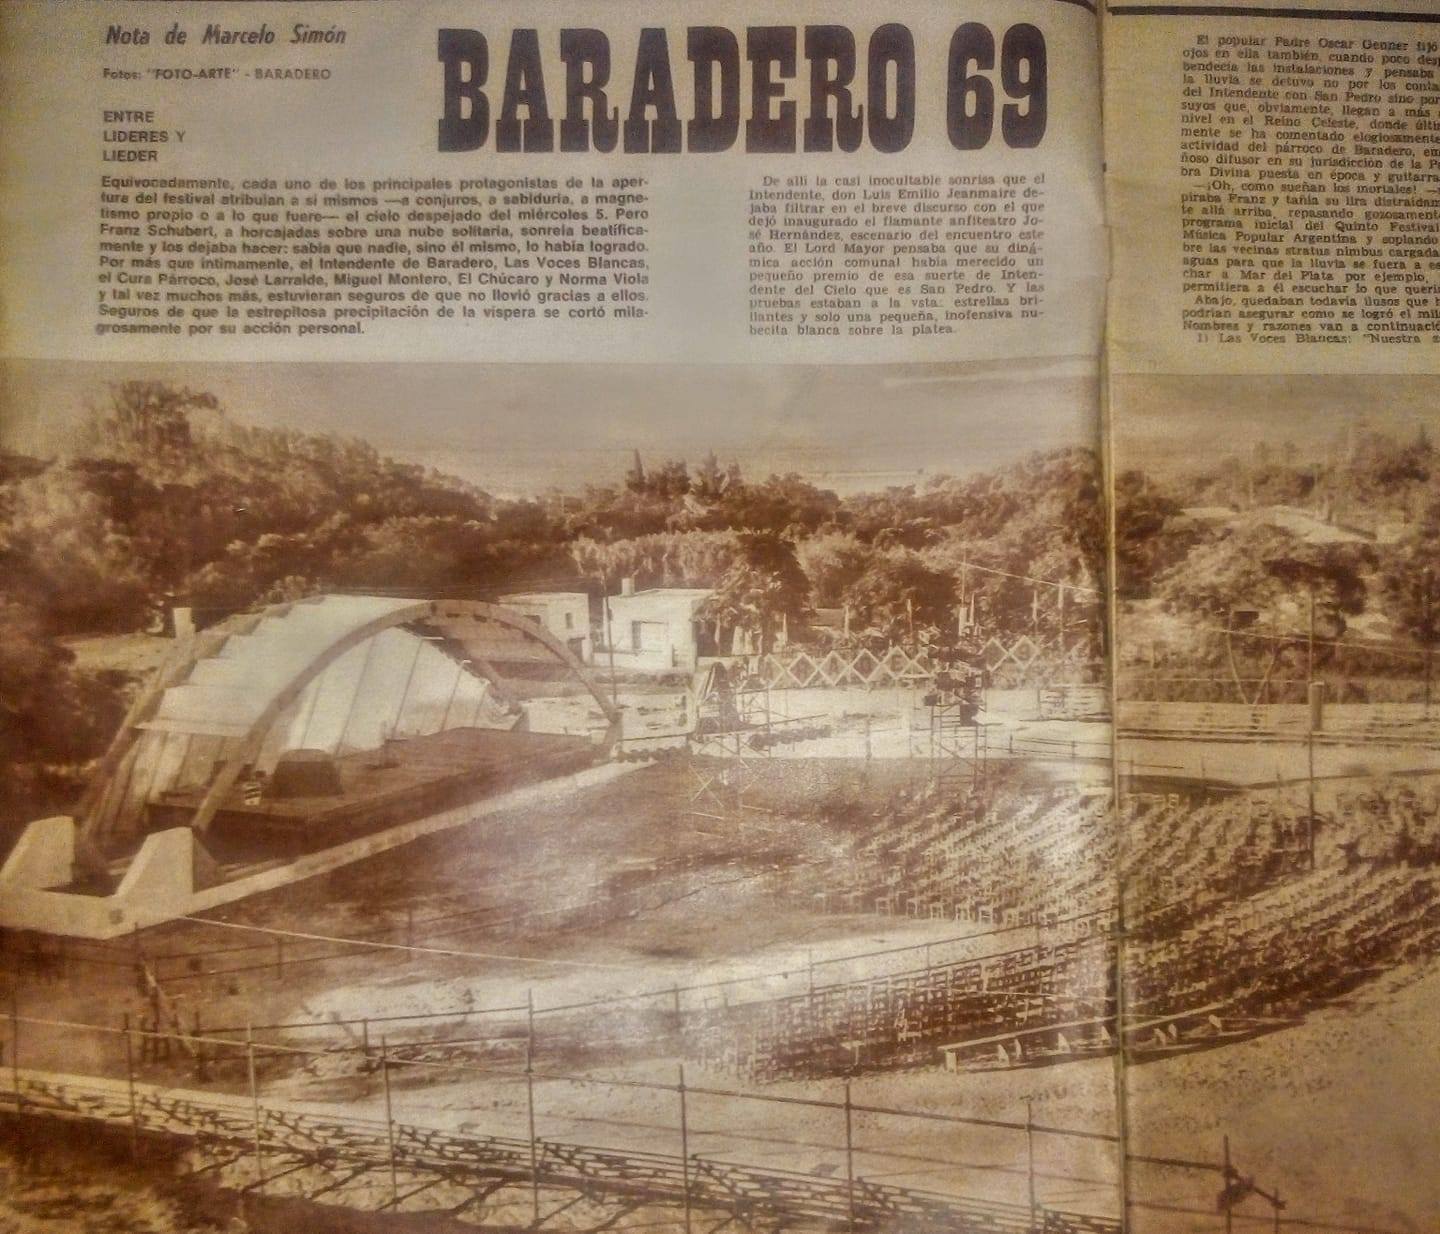 Nota de Marcelo Simón
Fotos: "FOTO-ARTE" - BARADERO
BARADERO 69
ENTRE
LIDERES Y
LIEDER
Equivocadamente, cada uno de los principales protagonistas de la aper-
tura del festival atribuían a sí mismos —a conjuros, a sabiduría, a magne-
tismo propio o a lo que fuere— el cielo despejado del miércoles 5. Pero
Franz Schubert, a horcajadas sobre una nube solitaria, sonreía beatífica-
mente y los dejaba hacer: sabía que nadie, sino él mismo, lo había logrado.
Por más que íntimamente, el Intendente de Baradero, Las Voces Blancas,
el Cura Párroco, José Larralde, Miguel Montero, El Chúcaro y Norma Viola
y tal vez muchos más, estuvieran seguros de que no llovió gracias a ellos.
Seguros de que la estrepitosa precipitación de la víspera se cortó mila-
grosamente por su acción personal.
De allí la casi inocultable sonrisa que el
Intendente, don Luis Emilio Jeanmaire de-
jaba filtrar en el breve discurso con el que
dejó inaugurado el flamante anfiteatro Jo-
sé Hernández, escenario del encuentro este
año. El Lord Mayor pensaba que su diná-
mica acción comunal había merecido un
pequeño premio de esa suerte de Inten-
dente del Cielo que es San Pedro. Y las
pruebas estaban a la vsta: estrellas bri-
llantes y solo una pequeña, inofensiva nu-
becita blanca sobre la platea.
El popular Padre Oscar Genner fijó
ojos en ella también, cuando poco desp
bendecía las instalaciones y pensaba
la lluvia se detuvo no por los conta
del Intendente con San Pedro sino por
suyos que, obviamente, llegan a más
nivel en el Reino Celeste, donde últi
mente se ha comentado elogiosamente
actividad del párroco de Baradero, em
ñoso difusor en su jurisdicción de la P
bra Divina puesta en época y guitarra
—¡Oh, como sueñan los mortales! —
piraba Franz y tañía su lira distraídam
te allá arriba, repasando gozosament
programa inicial del Quinto Festival
Música Popular Argentina y soplando
bre las vecinas stratus nimbus cargada
aguas para que la lluvia se fuera a es
char a Mar del Plata por ejemplo,
permitiera a él escuchar lo que quería
Abajo, quedaban todavía ilusos que h
podrían asegurar como se logró el mil
Nombres y razones van a continuació
1) Las Voces Blancas: "Nuestra